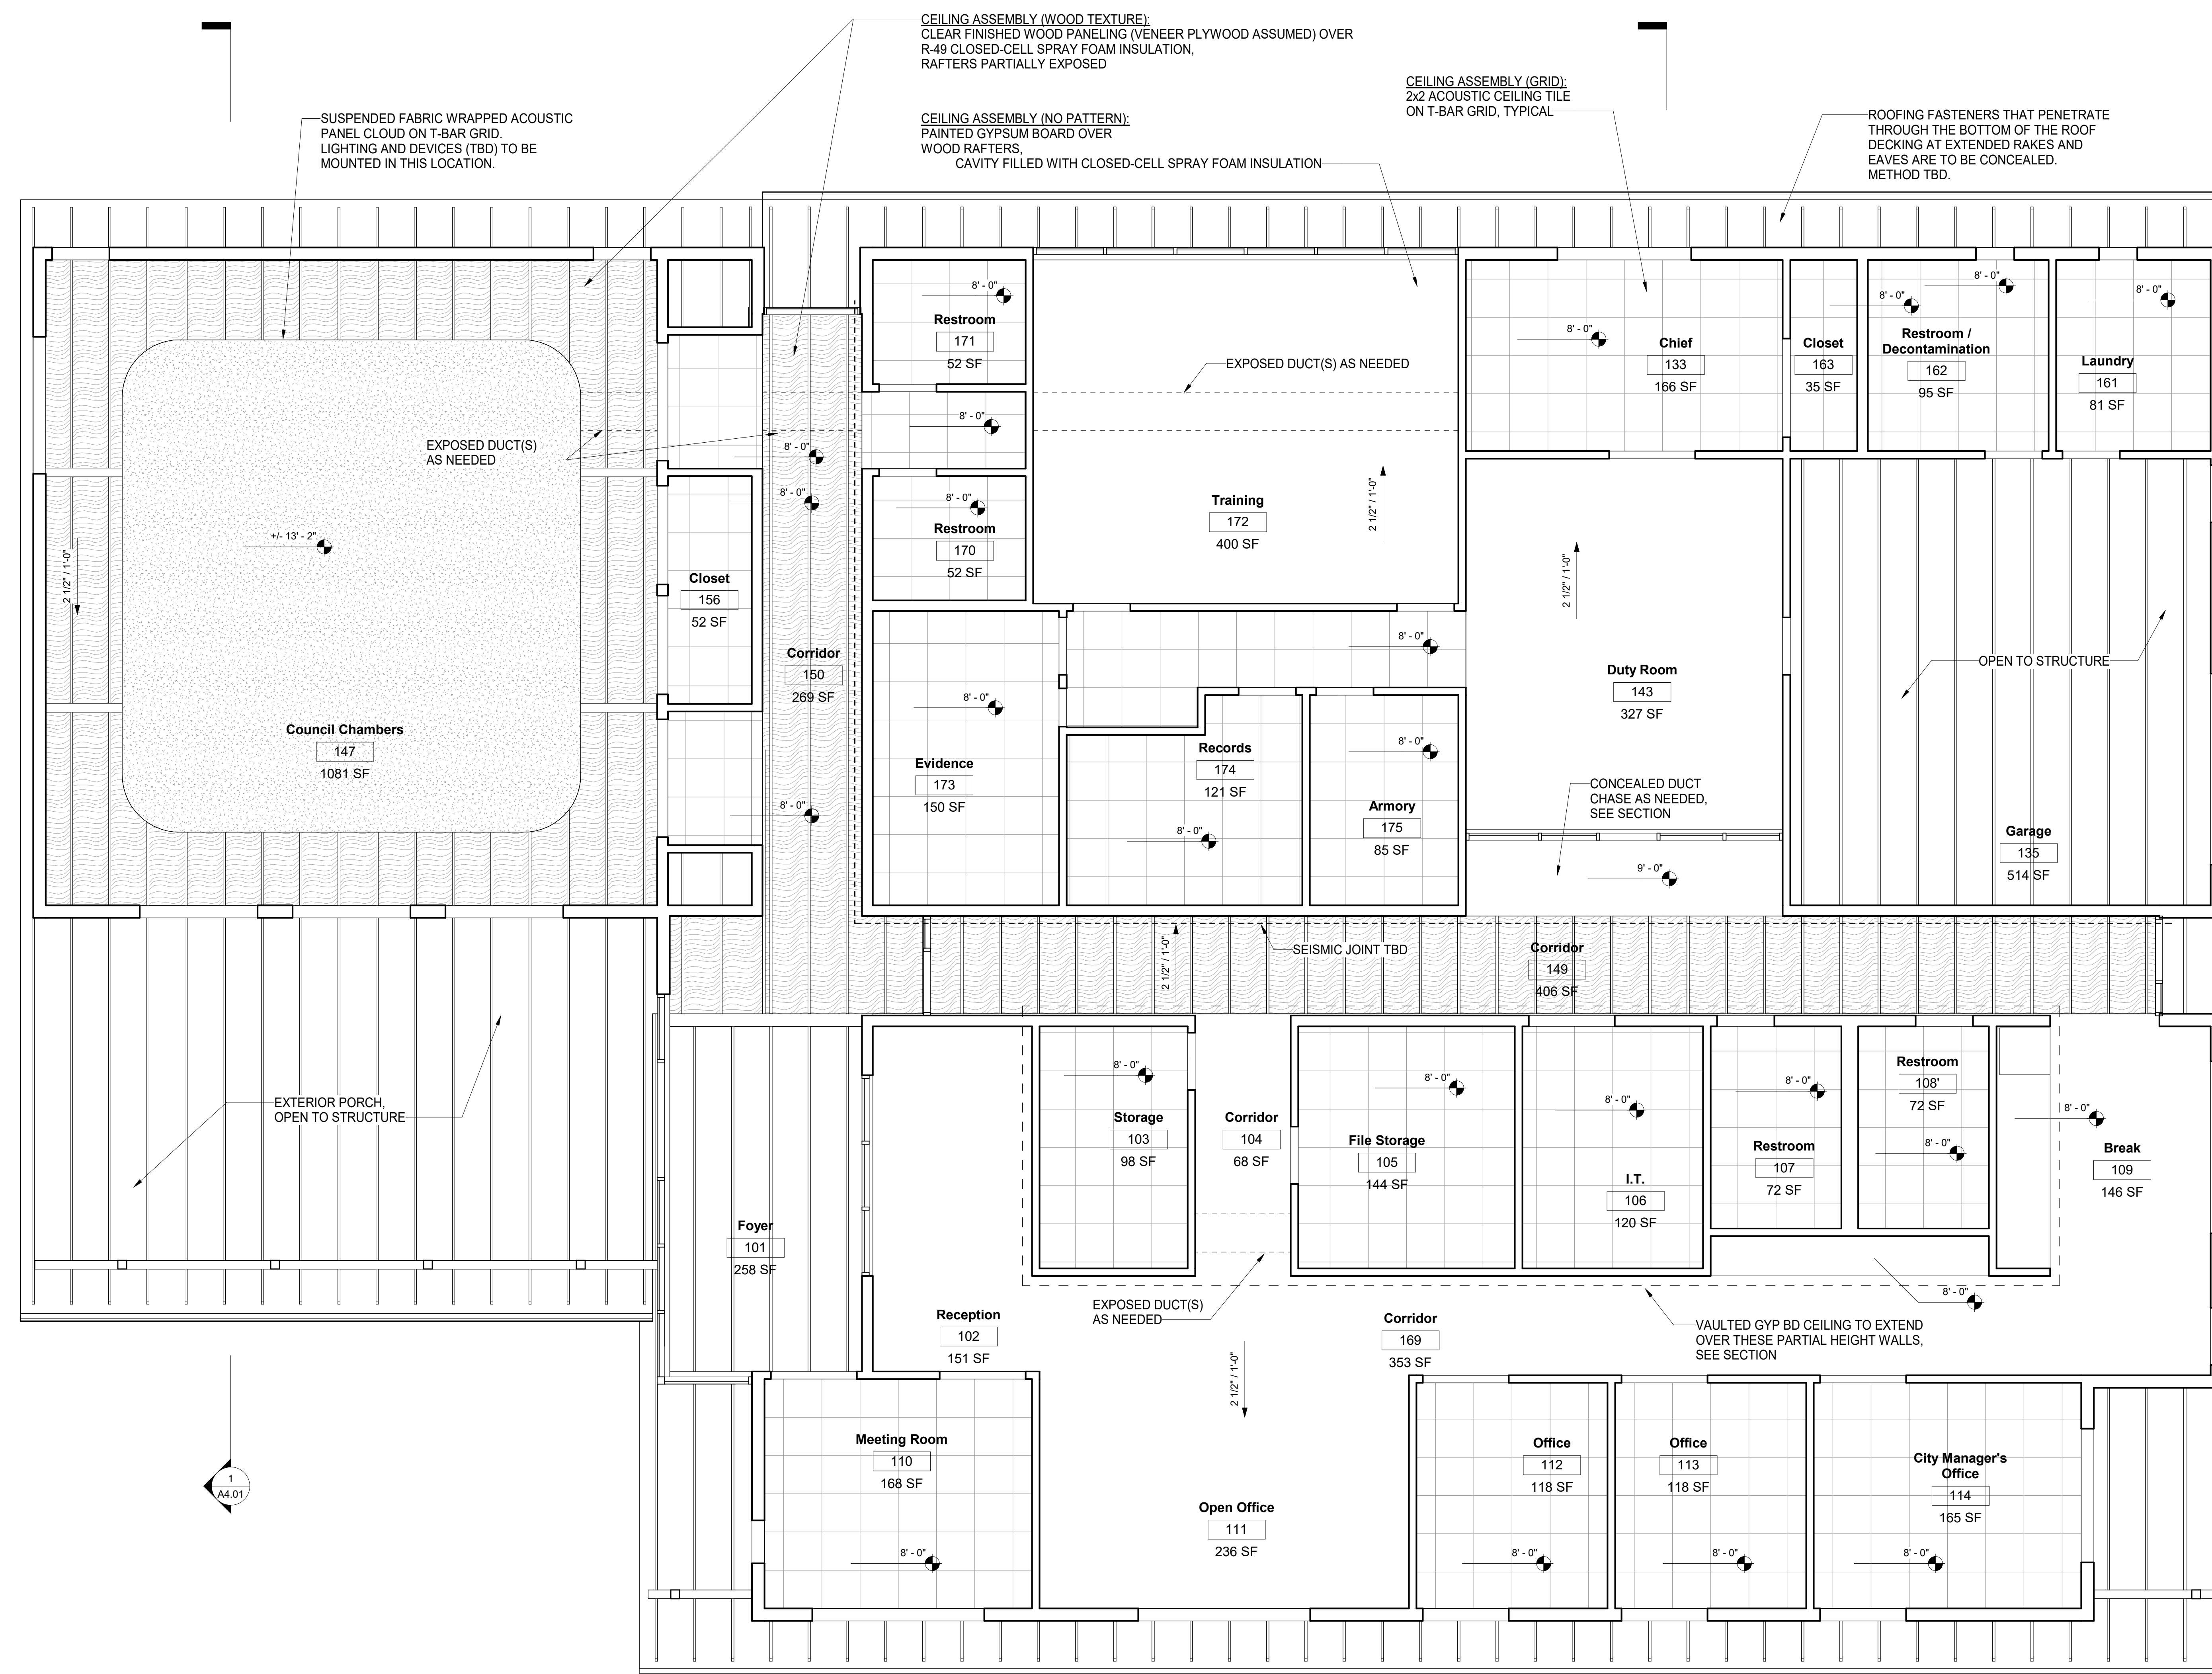 CEILING ASSEMBLY (WOOD TEXTURE):
CLEAR FINISHED WOOD PANELING (VENEER PLYWOOD ASSUMED) OVER
R-49 CLOSED-CELL SPRAY FOAM INSULATION,
RAFTERS PARTIALLY EXPOSED
CEILING ASSEMBLY (GRID):
2x2 ACOUSTIC CEILING TILE
ON T-BAR GRID, TYPICAL
SUSPENDED FABRIC WRAPPED ACOUSTIC
PANEL CLOUD ON T-BAR GRID.
LIGHTING AND DEVICES (TBD) TO BE
MOUNTED IN THIS LOCATION.
CEILING ASSEMBLY (NO PATTERN):
PAINTED GYPSUM BOARD OVER
WOOD RAFTERS,
CAVITY FILLED WITH CLOSED-CELL SPRAY FOAM INSULATION
ROOFING FASTENERS THAT PENETRATE
THROUGH THE BOTTOM OF THE ROOF
DECKING AT EXTENDED RAKES AND
EAVES ARE TO BE CONCEALED.
METHOD TBD.
8' - 0"
Restroom
171
52 SF
8' - 0"
EXPOSED DUCT(S) AS NEEDED
8' - 0"
Chief
133
166 SF
Closet
163
35 SF
8' - 0"
8' - 0"
Restroom /
Decontamination
162
95 SF
8' - 0"
Laundry
161
81 SF
EXPOSED DUCT(S)
AS NEEDED
8' - 0"
8' - 0"
8' - 0"
Restroom
170
52 SF
Training
172
400 SF
2 1/2" / 1'-0"
2 1/2" / 1'-0"
+/- 13' - 2"
2 1/2" / 1'-0"
Closet
156
52 SF
Corridor
150
269 SF
8' - 0"
Duty Room
143
327 SF
OPEN TO STRUCTURE
Council Chambers
147
1081 SF
8' - 0"
8' - 0"
Evidence
173
150 SF
Records
174
121 SF
8' - 0"
8' - 0"
Armory
175
85 SF
CONCEALED DUCT
CHASE AS NEEDED,
SEE SECTION
9' - 0"
Garage
135
514 SF
2 1/2" / 1'-0"
SEISMIC JOINT TBD
Corridor
149
406 SF
EXTERIOR PORCH,
OPEN TO STRUCTURE
8' - 0"
Storage
103
98 SF
Corridor
104
68 SF
8' - 0"
File Storage
105
144 SF
8' - 0"
I.T.
106
120 SF
8' - 0"
Restroom
107
72 SF
Restroom
108'
72 SF
8' - 0"
8' - 0"
Break
109
146 SF
Foyer
101
258 SF
Reception
102
151 SF
EXPOSED DUCT(S)
AS NEEDED
2 1/2" / 1'-0"
Corridor
169
353 SF
8' - 0"
VAULTED GYP BD CEILING TO EXTEND
OVER THESE PARTIAL HEIGHT WALLS,
SEE SECTION
1
A4.01
Meeting Room
110
168 SF
8' - 0"
Open Office
111
236 SF
Office
112
118 SF
8' - 0"
Office
113
118 SF
8' - 0"
City Manager's
Office
114
165 SF
8' - 0"